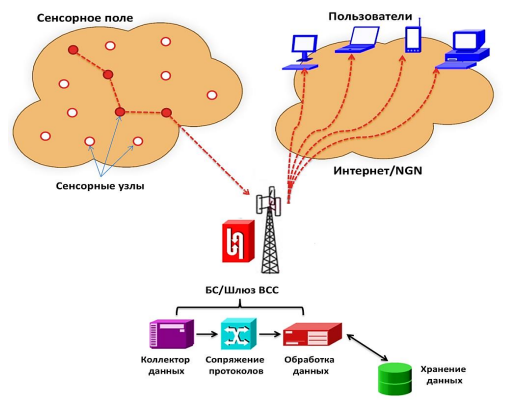 Сенсорное поле
Пользователи
Сенсорные узлы
Интернет/NGN
БС/Шлюз ВСС
Коллектор
данных
Сопряжение
протоколов
Обработка
данных
Хранение
данных